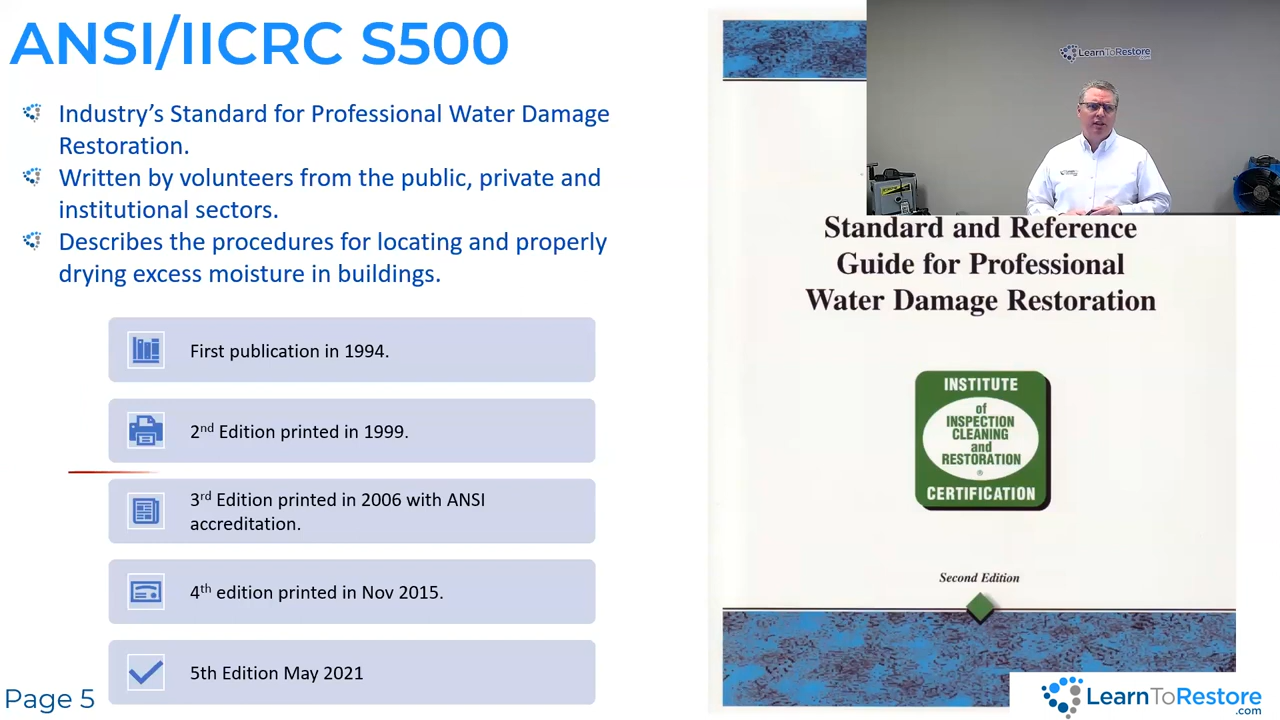 ANSI/IICRC S500
Industry's Standard for Professional Water Damage
Restoration.
Written by volunteers from the public, private and
institutional sectors.
Describes the procedures for locating and properly
drying excess moisture in buildings.
First publication in 1994.
2nd Edition printed in 1999.
3rd Edition printed in 2006 with ANSI
accreditation.
4th edition printed in Nov 2015.
5th Edition May 2021
Page 5
LearnToRestore
.com
Standard and Reference
Guide for Professional
Water Damage Restoration
INSTITUTE
of
INSPECTION
CLEANING
and
RESTORATION
®
CERTIFICATION
Second Edition
LearnToRestore
.com